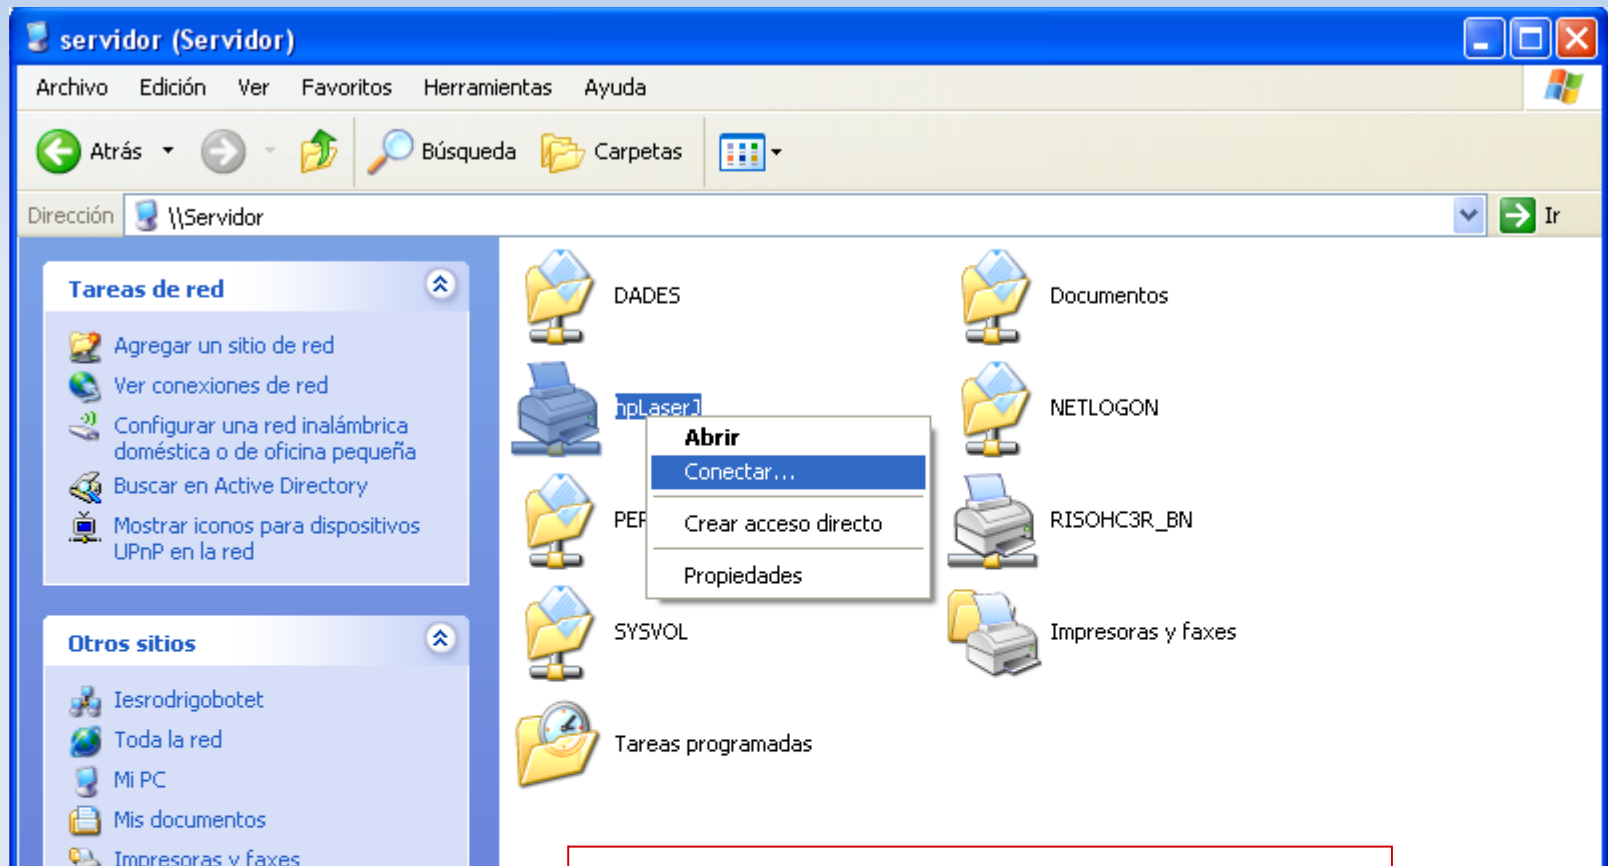 servidor (Servidor)
Archivo Edición Ver Favoritos Herramientas Ayuda
Atrás Búsqueda Carpetas
Dirección \\Servidor Ir
Tareas de red
Agregar un sitio de red
Ver conexiones de red
Configurar una red inalámbrica
doméstica o de oficina pequeña
Buscar en Active Directory
Mostrar iconos para dispositivos
UPnP en la red
Otros sitios
Iesrodrigobotet
Toda la red
Mi PC
Mis documentos
Impresoras y faxes
DADES
Documentos
hpLaserJ
NETLOGON
Abrir
Conectar...
Crear acceso directo
Propiedades
RISOHC3R_BN
SYSVOL
Impresoras y faxes
Tareas programadas